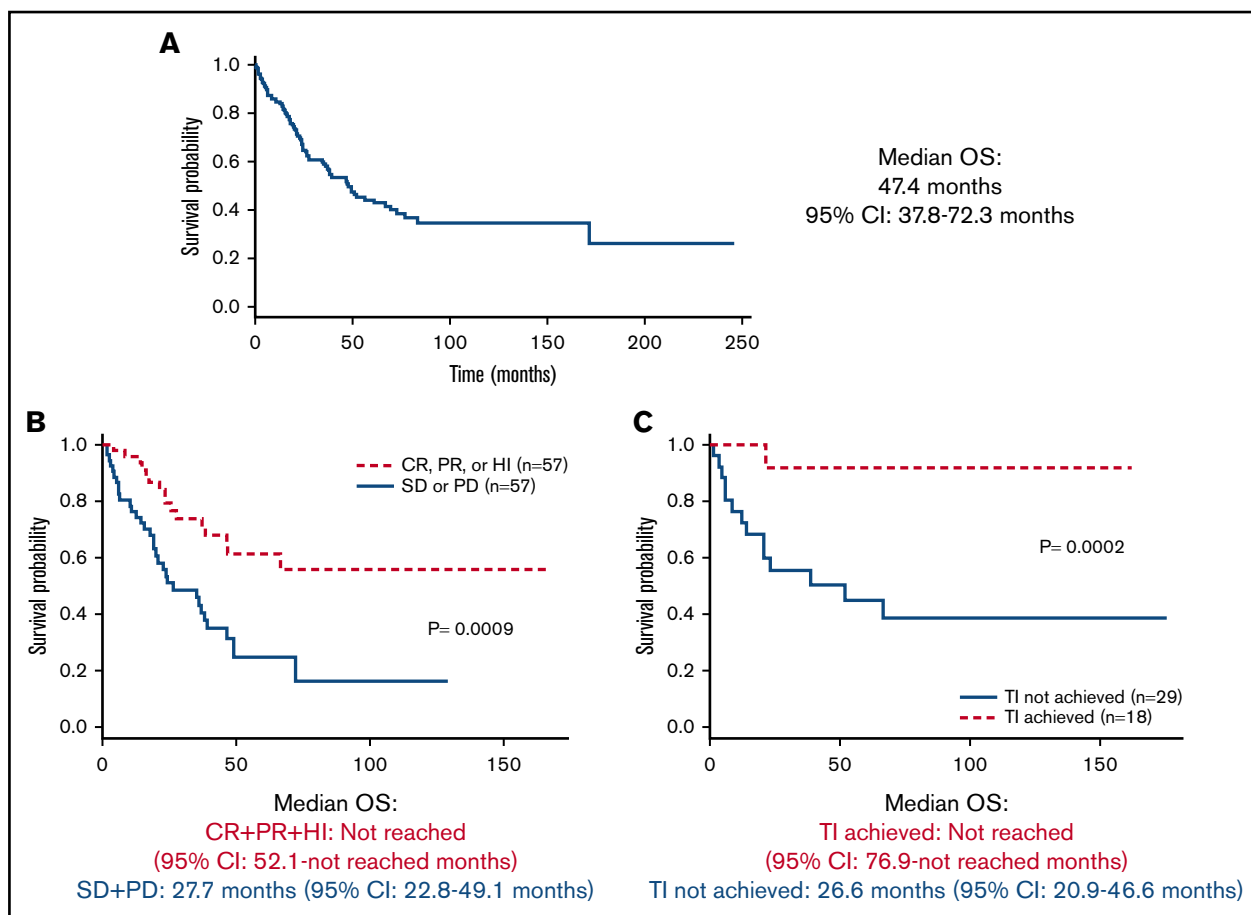 A
Survival probability
1.0
0.8
0.6
0.4
0.2
0.0
0 50 100 150 200 250
Time (months)
Median OS:
47.4 months
95% CI: 37.8-72.3 months
B
Survival probability
1.0
0.8
0.6
0.4
0.2
0.0
CR, PR, or HI (n=57)
SD or PD (n=57)
P= 0.0009
0 50 100 150
Median OS:
CR+PR+HI: Not reached
(95% CI: 52.1-not reached months)
SD+PD: 27.7 months (95% CI: 22.8-49.1 months)
C
Survival probability
1.0
0.8
0.6
0.4
0.2
0.0
P= 0.0002
TI not achieved (n=29)
TI achieved (n=18)
0 50 100 150
Median OS:
TI achieved: Not reached
(95% CI: 76.9-not reached months)
TI not achieved: 26.6 months (95% CI: 20.9-46.6 months)